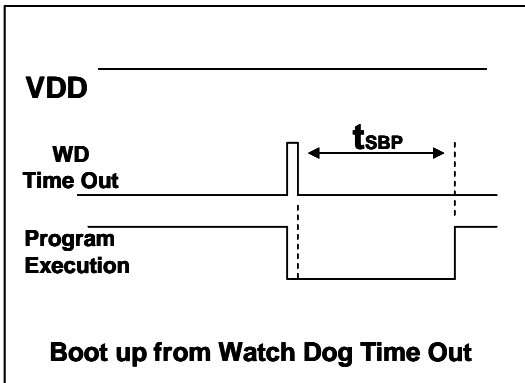 VDD
tSBP
WD
Time Out
Program
Execution
Boot up from Watch Dog Time Out